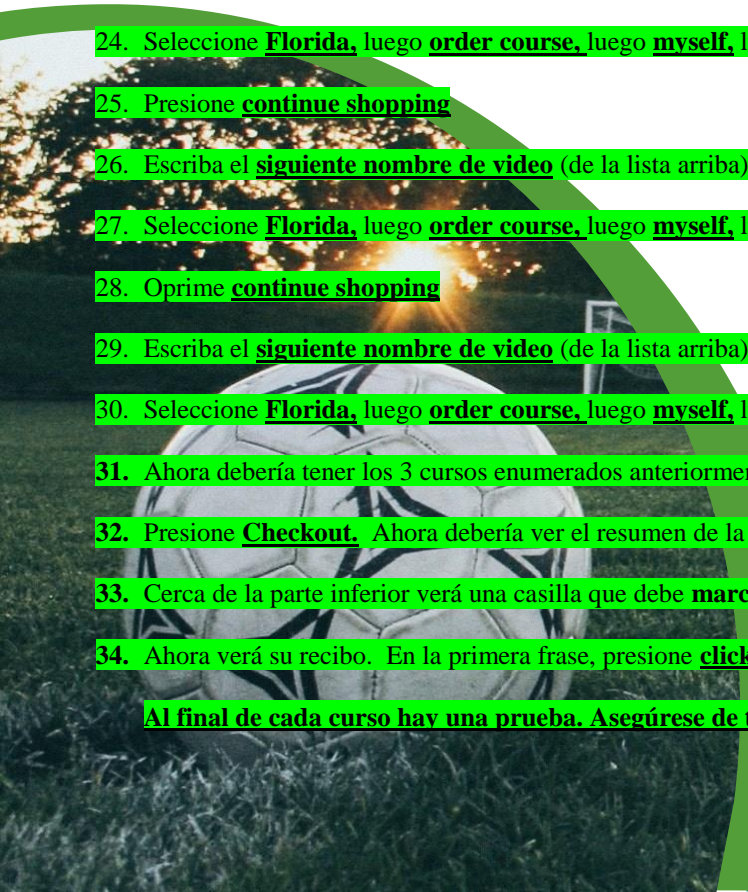 24. Seleccione Florida, luego order course, luego myself,
25. Presione continue shopping
26. Escriba el siguiente nombre de video (de la lista arriba)
27. Seleccione Florida, luego order course, luego myself,
28. Oprime continue shopping
29. Escriba el siguiente nombre de video (de la lista arriba)
30. Seleccione Florida, luego order course, luego myself,
31. Ahora debería tener los 3 cursos enumerados
32. Presione Checkout. Ahora debería ver el resumen de la
33. Cerca de la parte inferior verá una casilla que debe
34. Ahora verá su recibo. En la primera frase, presione
Al final de cada curso hay una prueba. Asegúrese de